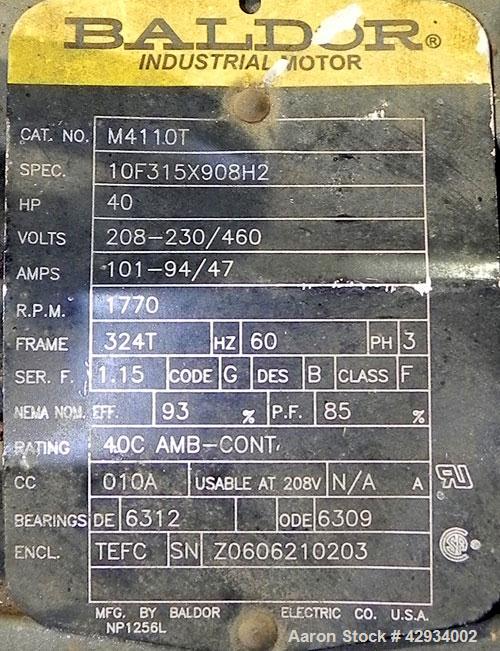 BALDOR®
INDUSTRIAL MOTOR
CAT. NO. M4110T
SPEC. 10F315X908H2
HP 40
VOLTS 208-230/460
AMPS 101-94/47
R.P.M. 1770
FRAME 324T HZ 60 PH 3
SER. F. 1.15 CODE G DES B CLASS F
NEMA NOM. EFF. 93 % P.F. 85 %
RATING 40C AMB-CONT
CC 010A USABLE AT 208V N/A A
BEARINGS DE 6312 ODE 6309
ENCL. TEFC SN Z0606210203
MFG. BY BALDOR ELECTRIC CO. U.S.A.
NP1256L
Aaron Stock # 42934002